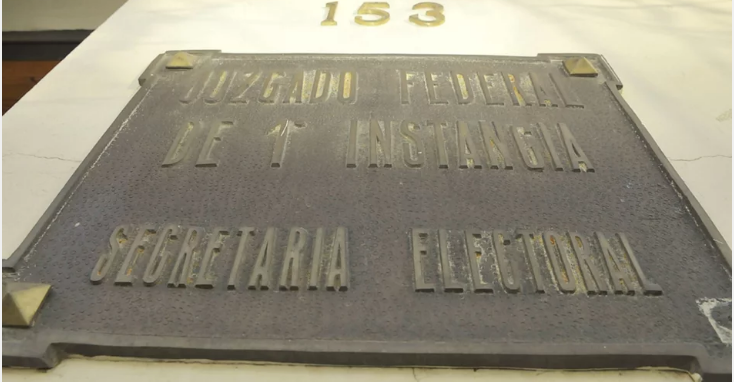 153
JUZGADO FEDERAL
DE 1ª INSTANCIA
SECRETARIA ELECTORAL